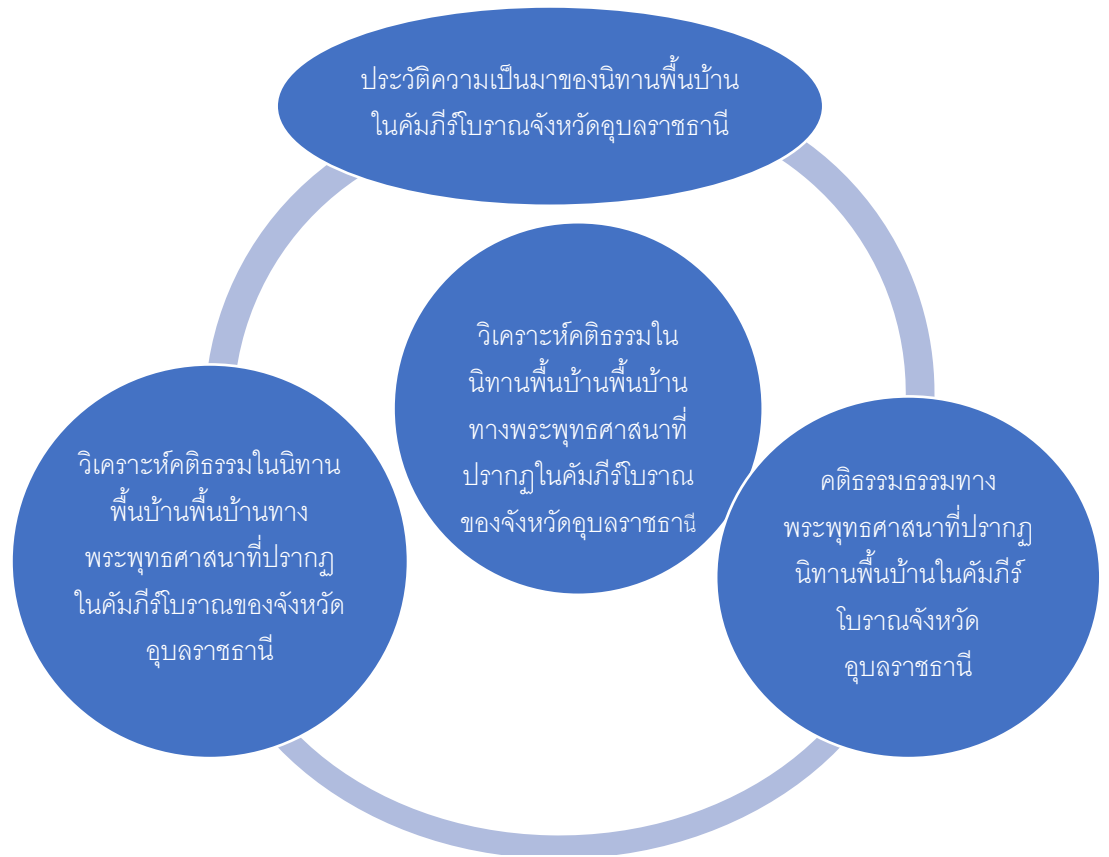 ประวัติความเป็นมาของนิทานพื้นบ้าน
ในคัมภีร์โบราณจังหวัดอุบลราชธานี
วิเคราะห์คติธรรมใน
นิทานพื้นบ้านพื้นบ้าน
ทางพระพุทธศาสนาที่
ปรากฏในคัมภีร์โบราณ
ของจังหวัดอุบลราชธานี
วิเคราะห์คติธรรมในนิทาน
พื้นบ้านพื้นบ้านทาง
พระพุทธศาสนาที่ปรากฏ
ในคัมภีร์โบราณของจังหวัด
อุบลราชธานี
คติธรรมธรรมทาง
พระพุทธศาสนาที่ปรากฏ
นิทานพื้นบ้านในคัมภีร์
โบราณจังหวัด
อุบลราชธานี